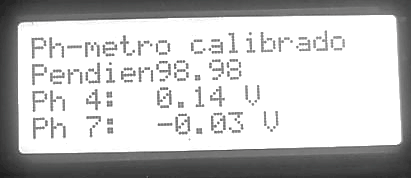 Ph-metro calibrado
Pendien98.98
Ph 4:  0.14 V
Ph 7:  -0.03 V